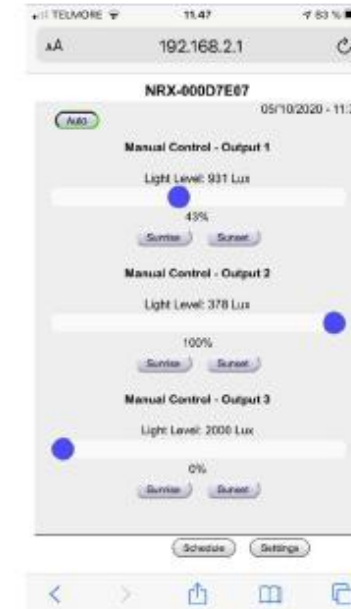 TELMORE 11.47 83 %
AA 192.168.2.1
NRX-000D7E07
05/10/2020 - 11:
Auto
Manual Control - Output 1
Light Level: 931 Lux
43%
Sunrise Sunset
Manual Control - Output 2
Light Level: 378 Lux
100%
Sunrise Sunset
Manual Control - Output 3
Light Level: 2000 Lux
0%
Sunrise Sunset
Schedule Settings